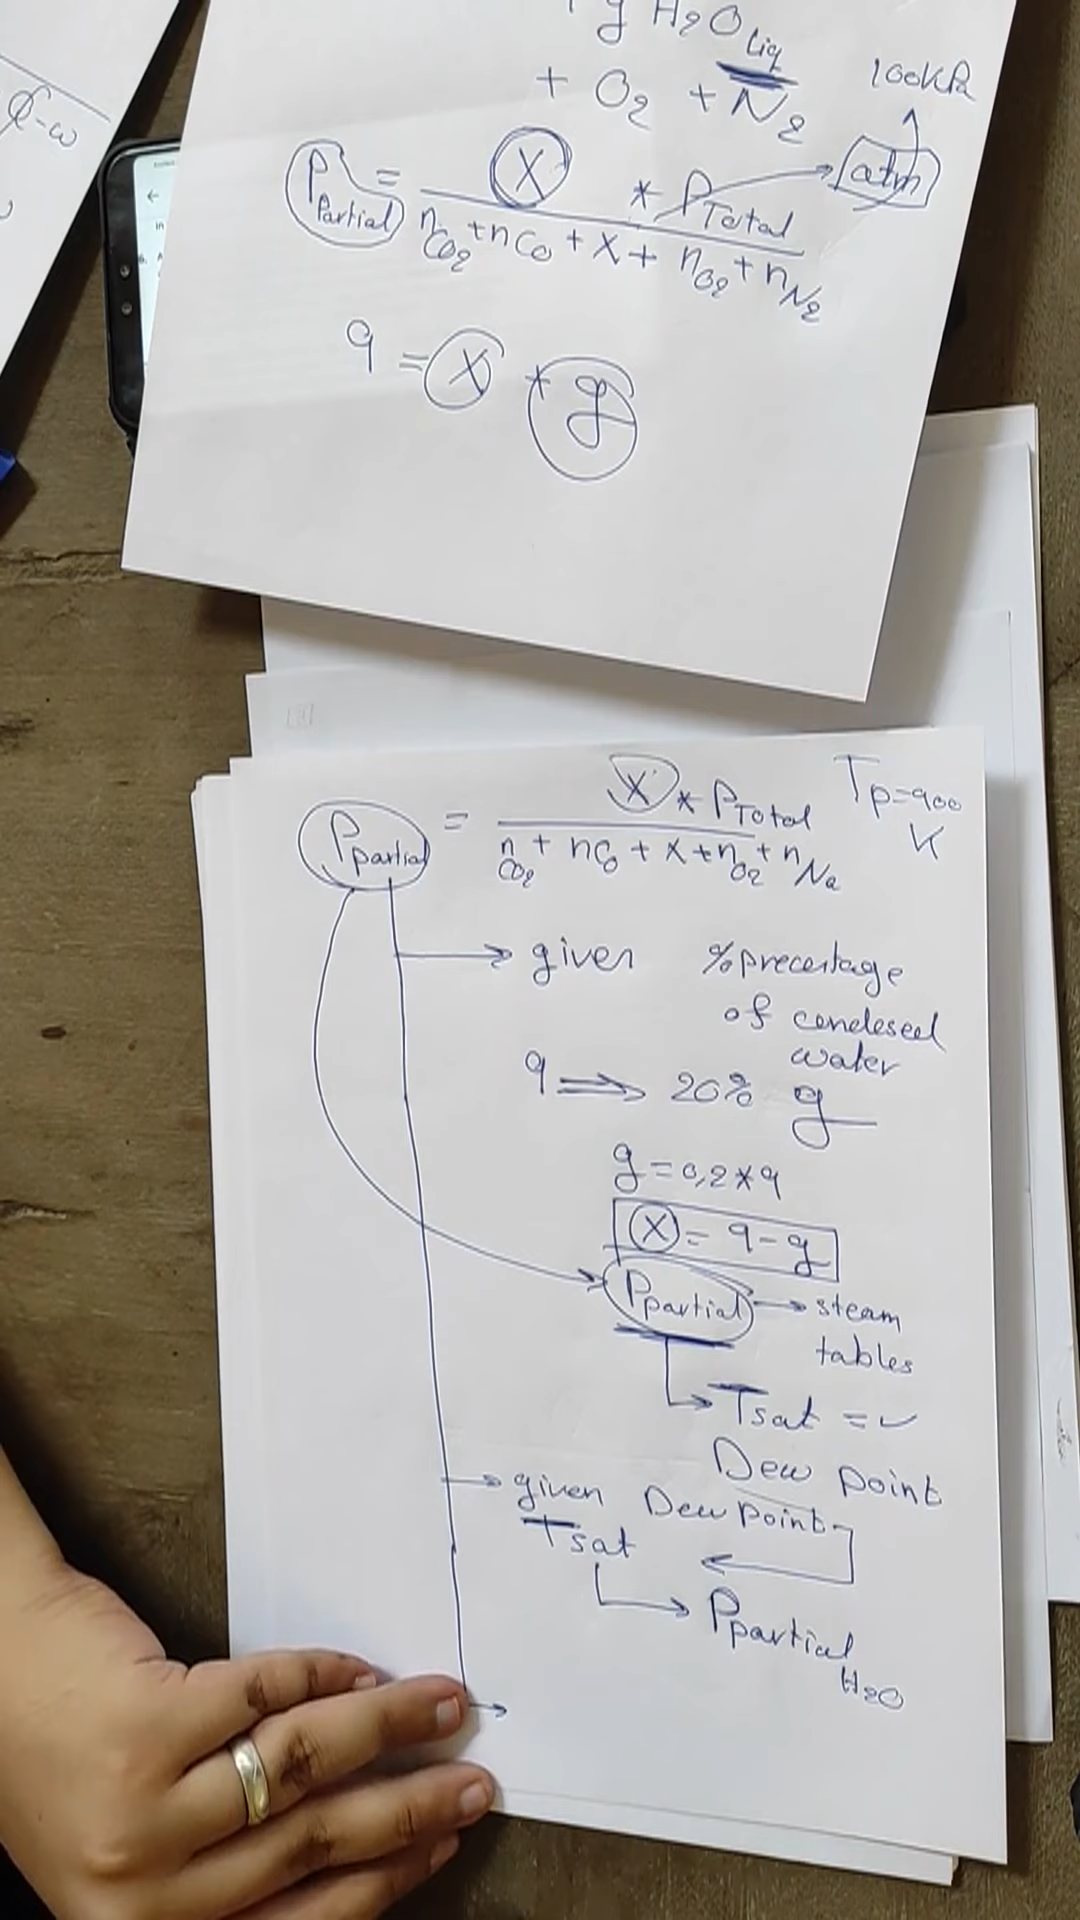 g H2O Liq
+ O2 + N2
100kPa
atm
PPartial = X * PTotal
nCO2 + nCO + X + nO2 + nN2
9 = X + g
ϕ-ω
Ppartial = X * PTotal
nCO2 + nCO + X + nO2 + nN2
TP=900
K
given %precentage
of condesed
water
9 ⇒ 20% g
g = 0,2*9
X = 9 - g
Ppartial → steam
tables
Tsat = ✓
Dew point
given Dew point
Tsat
Ppartial H2O